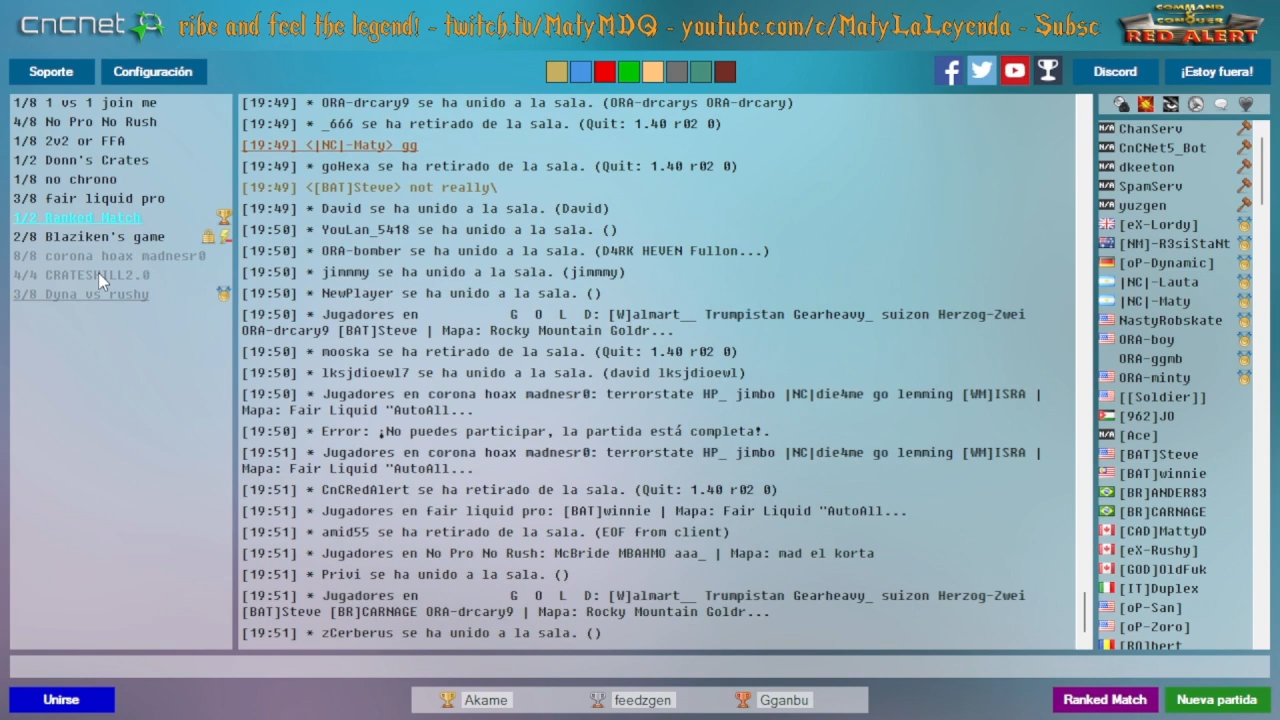 CnCNet
ribe and feel the legend! - twitch.tv/MatyMDQ - youtube.com/c/MatyLaLeyenda - Subsc
COMMAND & CONQUER
RED ALERT
Soporte
Configuración
Discord
¡Estoy fuera!
1/8 1 vs 1 join me
4/8 No Pro No Rush
1/8 2v2 or FFA
1/2 Donn's Crates
1/8 no chrono
3/8 fair liquid pro
1/2 Ranked Match
2/8 Blaziken's game
8/8 corona hoax madnesr0
4/4 CRATESKILL2.0
3/8 Dyna vs rushy
[19:49] * ORA-drcary9 se ha unido a la sala. (ORA-drcarys ORA-drcary)
[19:49] * _666 se ha retirado de la sala. (Quit: 1.40 r02 0)
[19:49] <|NC|-Maty> gg
[19:49] * goHexa se ha retirado de la sala. (Quit: 1.40 r02 0)
[19:49] <[BAT]Steve> not really\
[19:49] * David se ha unido a la sala. (David)
[19:50] * YouLan_5418 se ha unido a la sala. ()
[19:50] * ORA-bomber se ha unido a la sala. (D4RK HEVEN Fullon...)
[19:50] * jimmmy se ha unido a la sala. (jimmmy)
[19:50] * NewPlayer se ha unido a la sala. ()
[19:50] * Jugadores en G O L D: [W]almart__ Trumpistan Gearheavy_ suizon Herzog-Zwei
ORA-drcary9 [BAT]Steve | Mapa: Rocky Mountain Goldr...
[19:50] * mooska se ha retirado de la sala. (Quit: 1.40 r02 0)
[19:50] * lksjdioewl7 se ha unido a la sala. (david lksjdioewl)
[19:50] * Jugadores en corona hoax madnesr0: terrorstate HP_ jimbo |NC|die4me go lemming [WM]ISRA |
Mapa: Fair Liquid "AutoAll...
[19:50] * Error: ¡No puedes participar, la partida está completa!.
[19:51] * Jugadores en corona hoax madnesr0: terrorstate HP_ jimbo |NC|die4me go lemming [WM]ISRA |
Mapa: Fair Liquid "AutoAll...
[19:51] * CnCRedAlert se ha retirado de la sala. (Quit: 1.40 r02 0)
[19:51] * Jugadores en fair liquid pro: [BAT]winnie | Mapa: Fair Liquid "AutoAll...
[19:51] * amid55 se ha retirado de la sala. (EOF from client)
[19:51] * Jugadores en No Pro No Rush: McBride MBAHMO aaa_ | Mapa: mad el korta
[19:51] * Privi se ha unido a la sala. ()
[19:51] * Jugadores en G O L D: [W]almart__ Trumpistan Gearheavy_ suizon Herzog-Zwei
[BAT]Steve [BR]CARNAGE ORA-drcary9 | Mapa: Rocky Mountain Goldr...
[19:51] * zCerberus se ha unido a la sala. ()
N/A ChanServ
N/A CnCNet5_Bot
N/A dkeeton
N/A SpamServ
N/A yuzgen
[eX-Lordy]
[NM]-R3siStaNt
[oP-Dynamic]
|NC|-Lauta
|NC|-Maty
NastyRobskate
ORA-boy
ORA-ggmb
ORA-minty
[[Soldier]]
[962]JO
N/A [Ace]
[BAT]Steve
[BAT]winnie
[BR]ANDER83
[BR]CARNAGE
[CAD]MattyD
[eX-Rushy]
[GOD]OldFuk
[IT]Duplex
[oP-San]
[oP-Zoro]
[RO]hert
Unirse
Akame
feedzgen
Gganbu
Ranked Match
Nueva partida